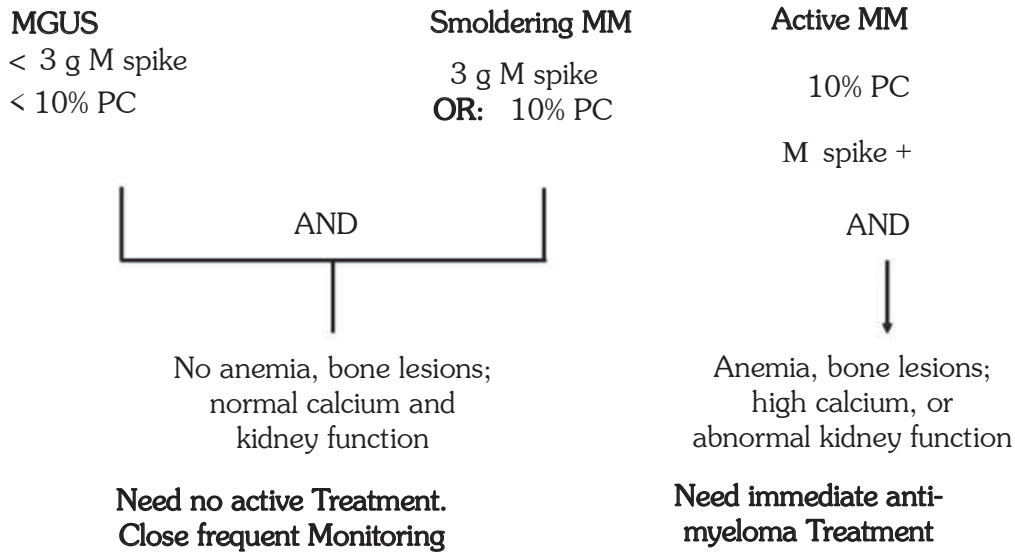 MGUS
< 3 g M spike
< 10% PC
Smoldering MM
3 g M spike
OR: 10% PC
Active MM
10% PC
M spike +
AND
AND
No anemia, bone lesions;
normal calcium and
kidney function
Anemia, bone lesions;
high calcium, or
abnormal kidney function
Need no active Treatment.
Close frequent Monitoring
Need immediate anti-
myeloma Treatment